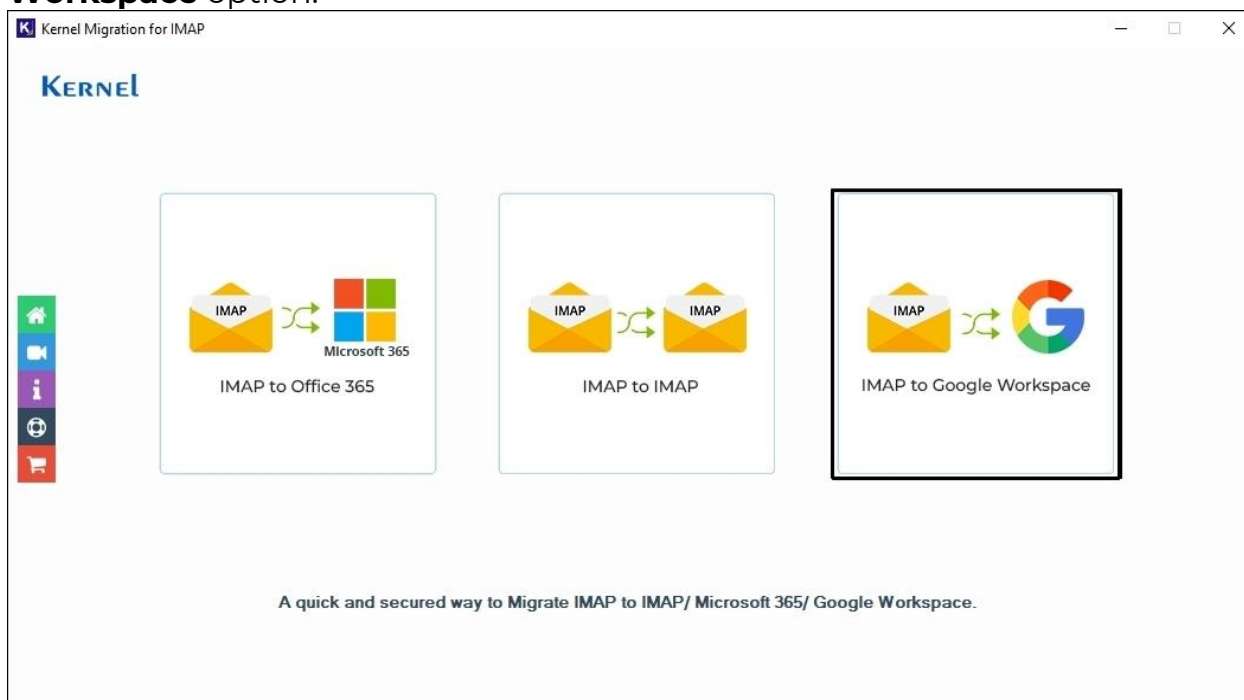 Workspace option.
Kernel Migration for IMAP
KERNEL
IMAP
Microsoft 365
IMAP to Office 365
IMAP
IMAP
IMAP to IMAP
IMAP
IMAP to Google Workspace
A quick and secured way to Migrate IMAP to IMAP/ Microsoft 365/ Google Workspace.